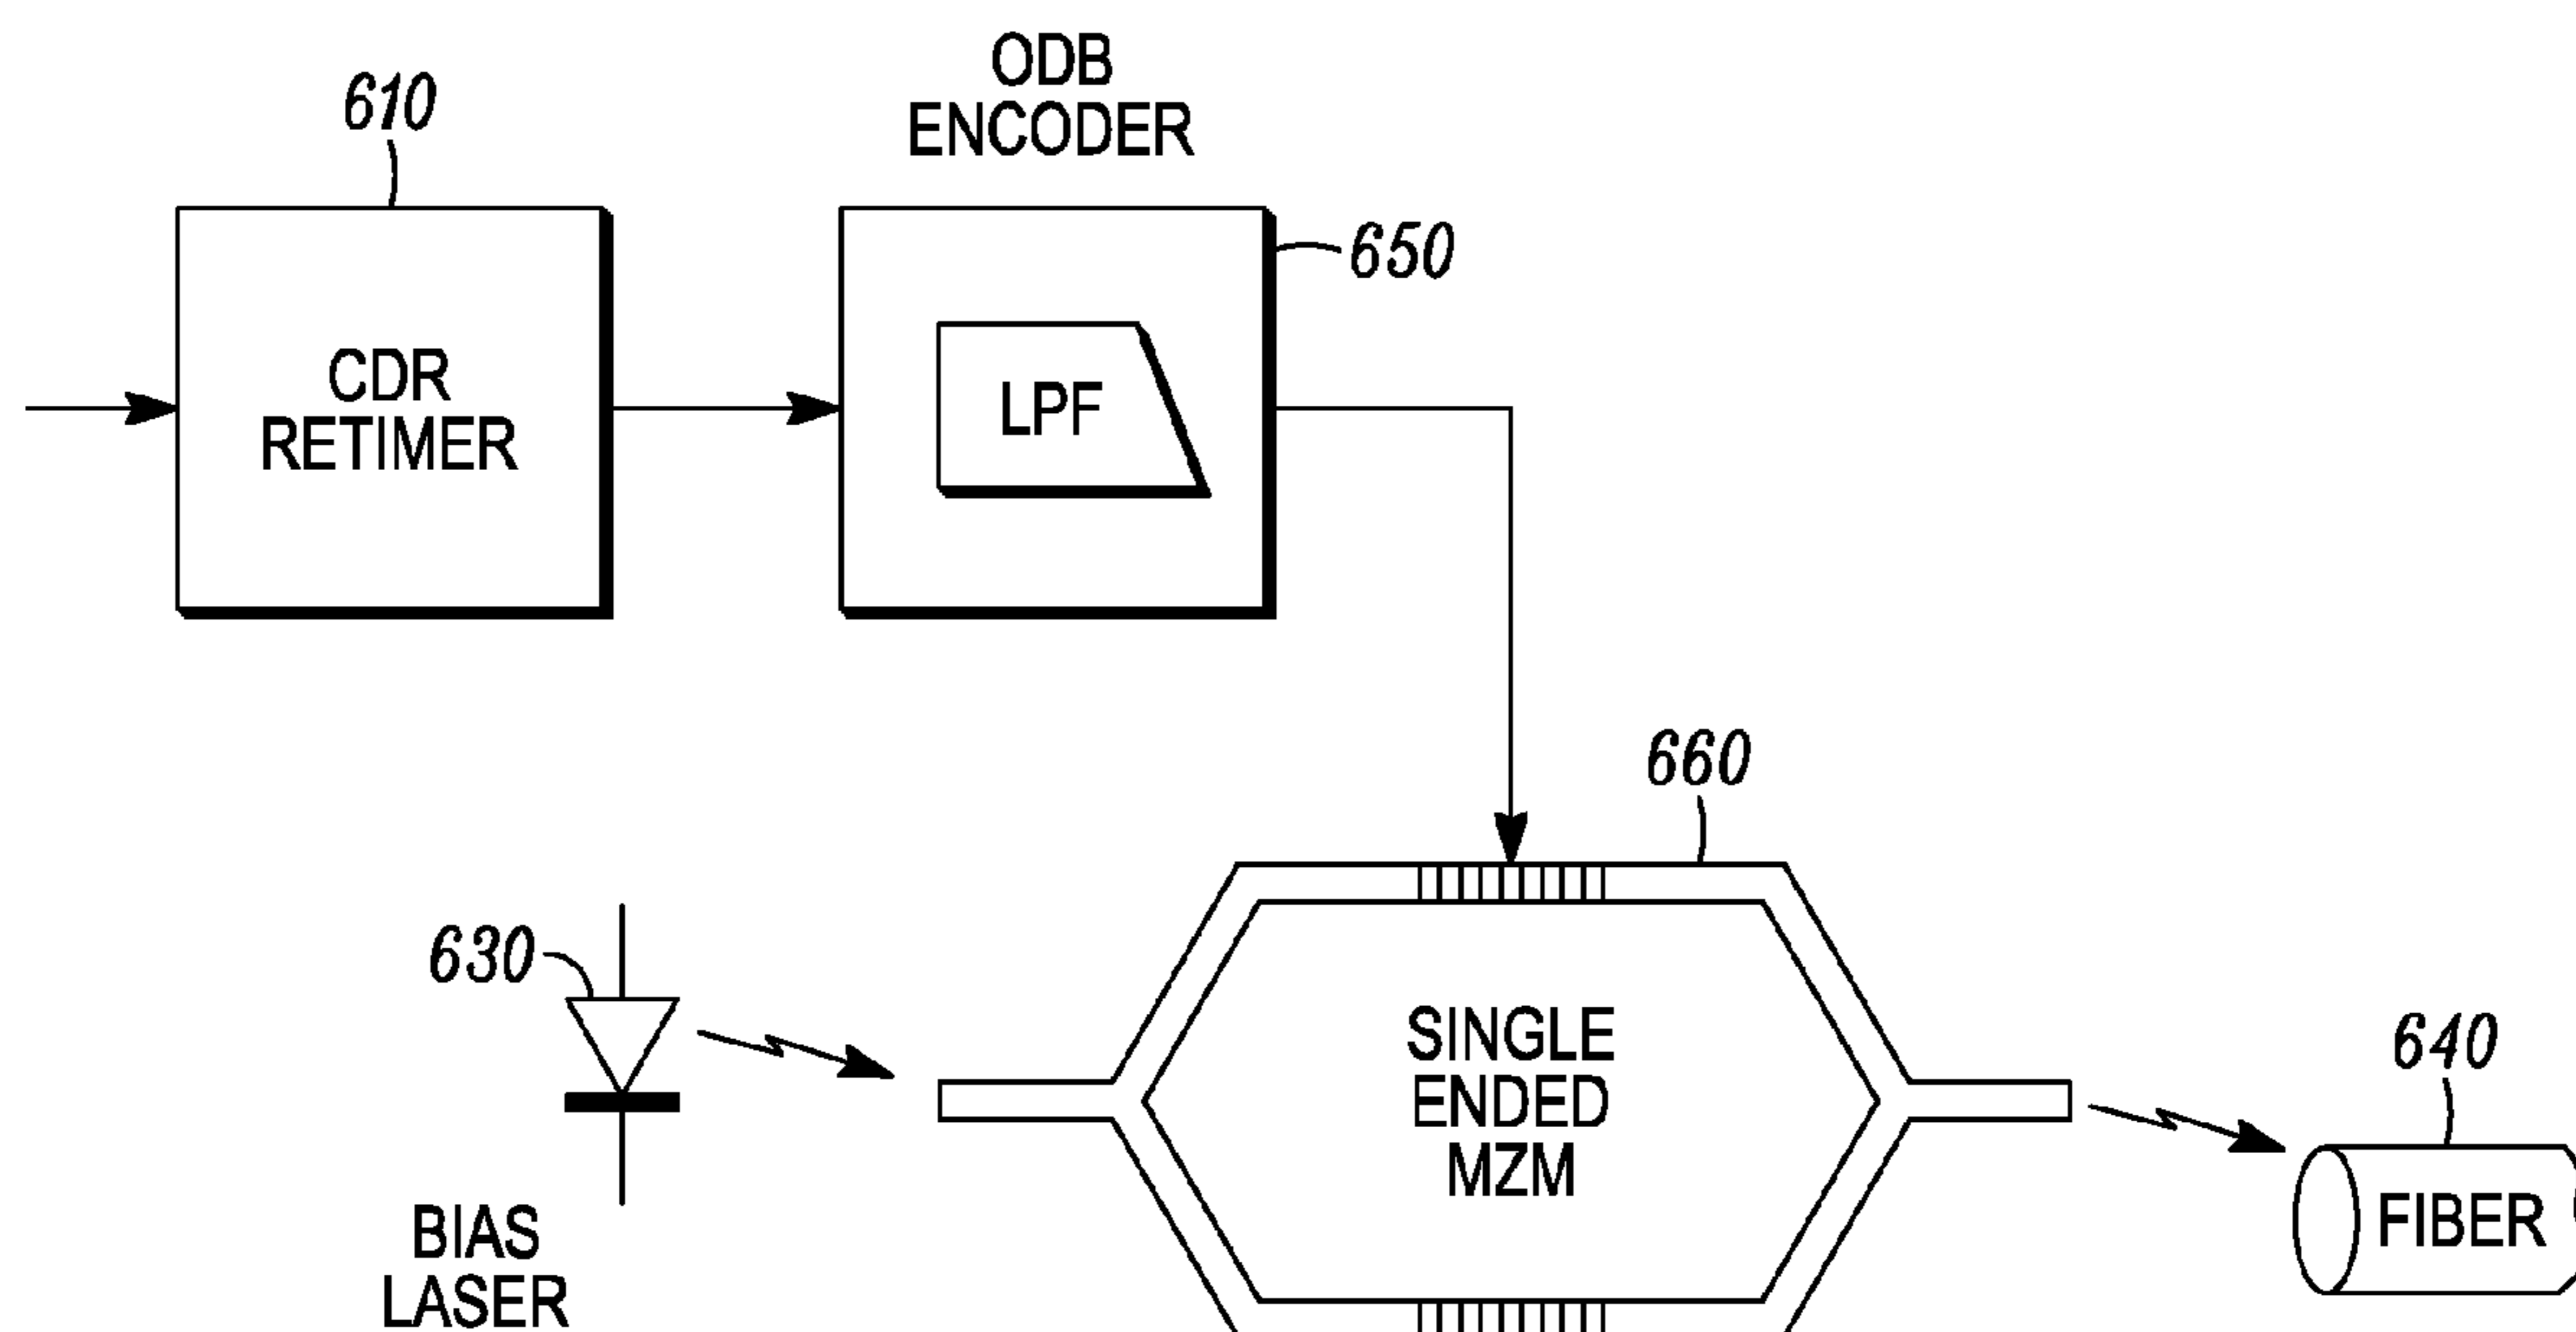 610
ODB
ENCODER
650
CDR
RETIMER
LPF
660
630
SINGLE
ENDED
MZM
640
FIBER
BIAS
LASER